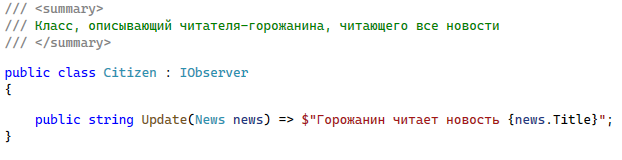 /// <summary>
/// Класс, описывающий читателя-горожанина, читающего все новости
/// </summary>
public class Citizen : IObserver
{
    public string Update(News news) => $"Горожанин читает новость {news.Title}";
}